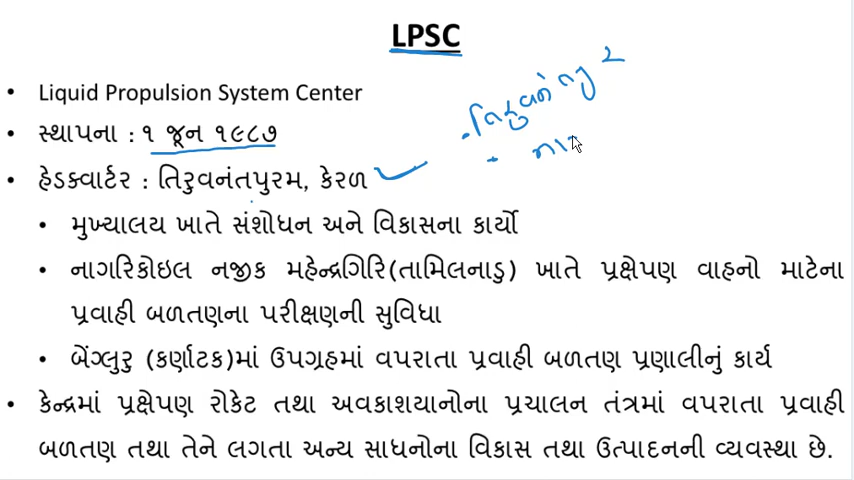 LPSC
• Liquid Propulsion System Center
• સ્થાપના : ૧ જૂન ૧૯૮૭
• હેડક્વાર્ટર : તિરુવનંતપુરમ, કેરળ
• મુખ્યાલય ખાતે સંશોધન અને વિકાસના કાર્યો
• નાગરિકોઇલ નજીક મહેન્દ્રગિરિ(તામિલનાડુ) ખાતે પ્રક્ષેપણ વાહનો માટેના
પ્રવાહી બળતણના પરીક્ષણની સુવિધા
• બેંગ્લુરુ (કર્ણાટક)માં ઉપગ્રહમાં વપરાતા પ્રવાહી બળતણ પ્રણાલીનું કાર્ય
• કેન્દ્રમાં પ્રક્ષેપણ રોકેટ તથા અવકાશયાનોના પ્રચાલન તંત્રમાં વપરાતા પ્રવાહી
બળતણ તથા તેને લગતા અન્ય સાધનોના વિકાસ તથા ઉત્પાદનની વ્યવસ્થા છે.